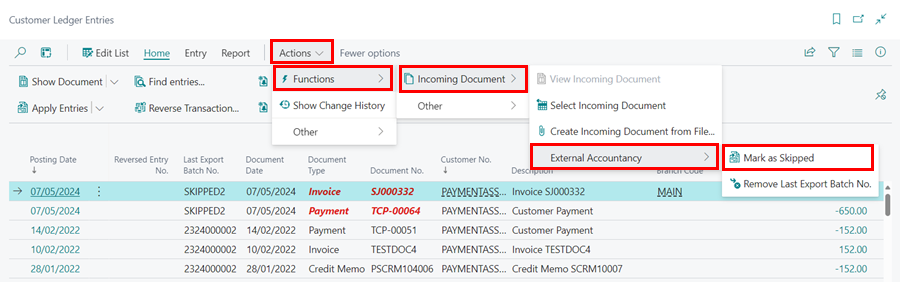 Customer Ledger Entries
Edit List Home Entry Report Actions Fewer options
Show Document Find entries... Functions Incoming Document View Incoming Document
Show Change History Other Select Incoming Document
Apply Entries Reverse Transaction... Other Create Incoming Document from File...
External Accountancy Mark as Skipped
Posting Date Reversed Entry No. Last Export Batch No. Document Date Document Type Document No. Customer No. Description Branch Code Remove Last Export Batch No.
07/05/2024 SKIPPED2 07/05/2024 Invoice SJ000332 PAYMENTASS... Invoice SJ000332 MAIN
07/05/2024 SKIPPED2 07/05/2024 Payment TCP-00064 PAYMENTASS... Customer Payment -650.00
14/02/2022 2324000002 14/02/2022 Payment TCP-00051 PAYMENTASS... Customer Payment -152.00
10/02/2022 2324000002 10/02/2022 Invoice TESTDOC4 PAYMENTASS... Invoice TESTDOC4 152.00
28/01/2022 2324000002 28/01/2022 Credit Memo PSCRM104006 PAYMENTASS... Credit Memo SCRM10007 -152.00